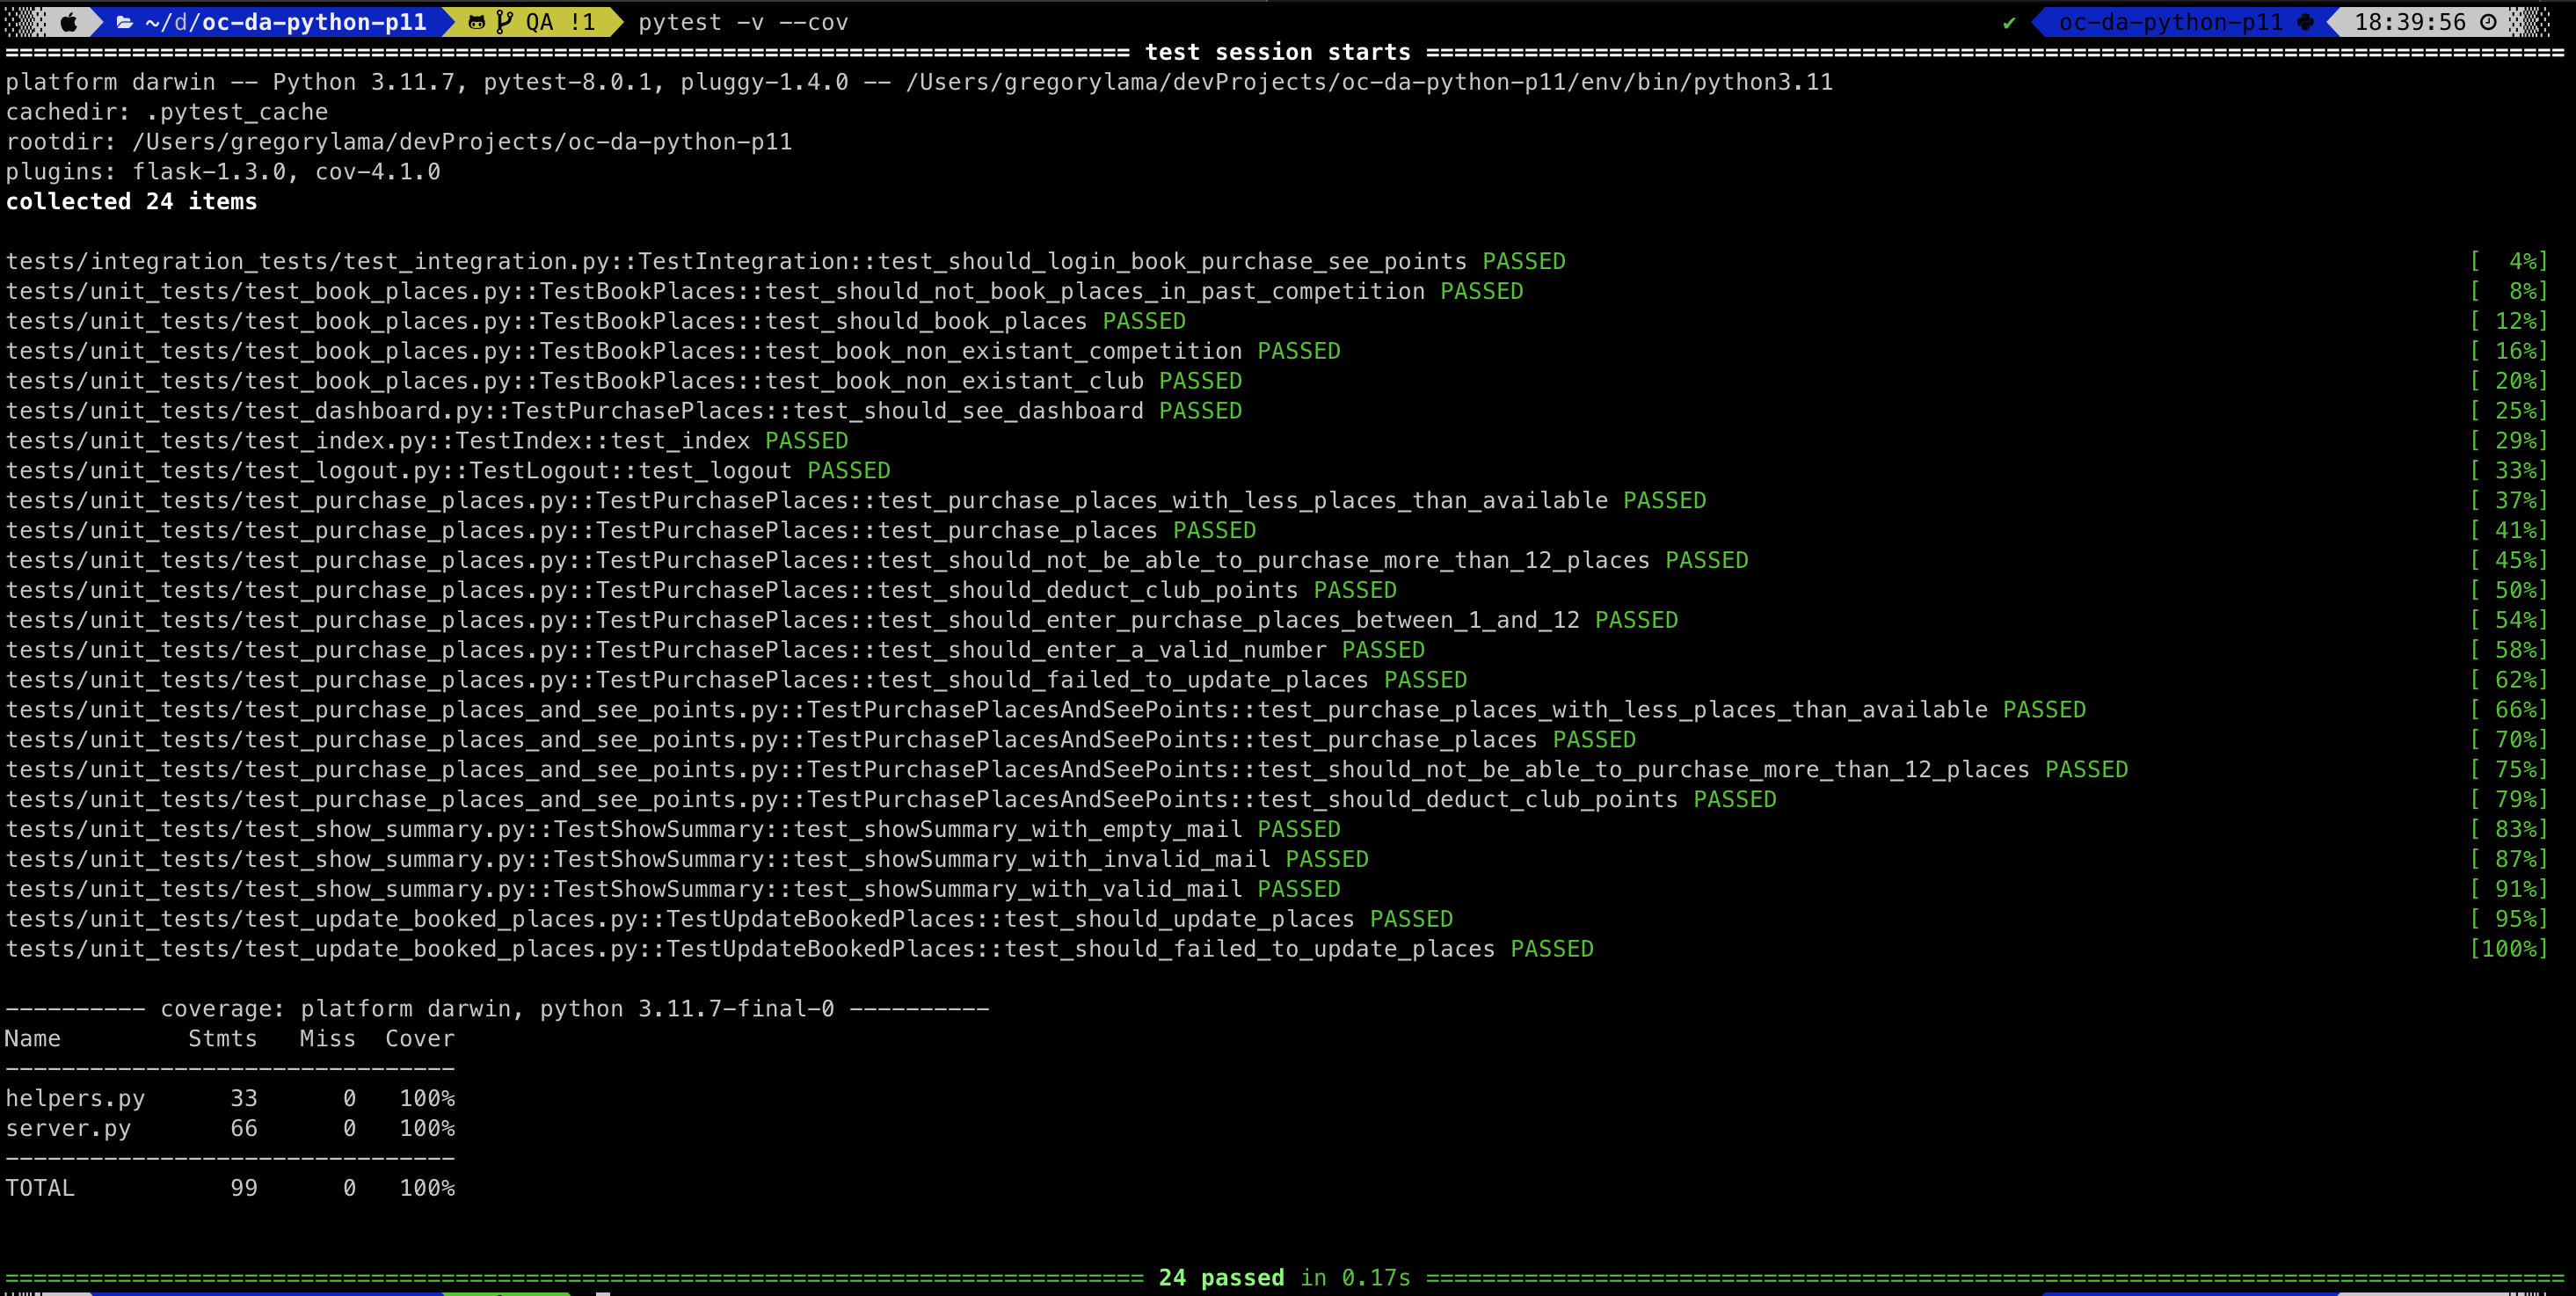 ~/d/oc-da-python-p11 QA !1 pytest -v --cov ✔ oc-da-python-p11 18:39:56
============ test session starts ============
platform darwin -- Python 3.11.7, pytest-8.0.1, pluggy-1.4.0 -- /Users/gregorylama/devProjects/oc-da-python-p11/env/bin/python3.11
cachedir: .pytest_cache
rootdir: /Users/gregorylama/devProjects/oc-da-python-p11
plugins: flask-1.3.0, cov-4.1.0
collected 24 items
tests/integration_tests/test_integration.py::TestIntegration::test_should_login_book_purchase_see_points PASSED [  4%]
tests/unit_tests/test_book_places.py::TestBookPlaces::test_should_not_book_places_in_past_competition PASSED [  8%]
tests/unit_tests/test_book_places.py::TestBookPlaces::test_should_book_places PASSED [ 12%]
tests/unit_tests/test_book_places.py::TestBookPlaces::test_book_non_existant_competition PASSED [ 16%]
tests/unit_tests/test_book_places.py::TestBookPlaces::test_book_non_existant_club PASSED [ 20%]
tests/unit_tests/test_dashboard.py::TestPurchasePlaces::test_should_see_dashboard PASSED [ 25%]
tests/unit_tests/test_index.py::TestIndex::test_index PASSED [ 29%]
tests/unit_tests/test_logout.py::TestLogout::test_logout PASSED [ 33%]
tests/unit_tests/test_purchase_places.py::TestPurchasePlaces::test_purchase_places_with_less_places_than_available PASSED [ 37%]
tests/unit_tests/test_purchase_places.py::TestPurchasePlaces::test_purchase_places PASSED [ 41%]
tests/unit_tests/test_purchase_places.py::TestPurchasePlaces::test_should_not_be_able_to_purchase_more_than_12_places PASSED [ 45%]
tests/unit_tests/test_purchase_places.py::TestPurchasePlaces::test_should_deduct_club_points PASSED [ 50%]
tests/unit_tests/test_purchase_places.py::TestPurchasePlaces::test_should_enter_purchase_places_between_1_and_12 PASSED [ 54%]
tests/unit_tests/test_purchase_places.py::TestPurchasePlaces::test_should_enter_a_valid_number PASSED [ 58%]
tests/unit_tests/test_purchase_places.py::TestPurchasePlaces::test_should_failed_to_update_places PASSED [ 62%]
tests/unit_tests/test_purchase_places_and_see_points.py::TestPurchasePlacesAndSeePoints::test_purchase_places_with_less_places_than_available PASSED [ 66%]
tests/unit_tests/test_purchase_places_and_see_points.py::TestPurchasePlacesAndSeePoints::test_purchase_places PASSED [ 70%]
tests/unit_tests/test_purchase_places_and_see_points.py::TestPurchasePlacesAndSeePoints::test_should_not_be_able_to_purchase_more_than_12_places PASSED [ 75%]
tests/unit_tests/test_purchase_places_and_see_points.py::TestPurchasePlacesAndSeePoints::test_should_deduct_club_points PASSED [ 79%]
tests/unit_tests/test_show_summary.py::TestShowSummary::test_showSummary_with_empty_mail PASSED [ 83%]
tests/unit_tests/test_show_summary.py::TestShowSummary::test_showSummary_with_invalid_mail PASSED [ 87%]
tests/unit_tests/test_show_summary.py::TestShowSummary::test_showSummary_with_valid_mail PASSED [ 91%]
tests/unit_tests/test_update_booked_places.py::TestUpdateBookedPlaces::test_should_update_places PASSED [ 95%]
tests/unit_tests/test_update_booked_places.py::TestUpdateBookedPlaces::test_should_failed_to_update_places PASSED [100%]
---------- coverage: platform darwin, python 3.11.7-final-0 ----------
Name Stmts Miss Cover
--------------------------------
helpers.py 33 0 100%
server.py 66 0 100%
--------------------------------
TOTAL 99 0 100%
============ 24 passed in 0.17s ============